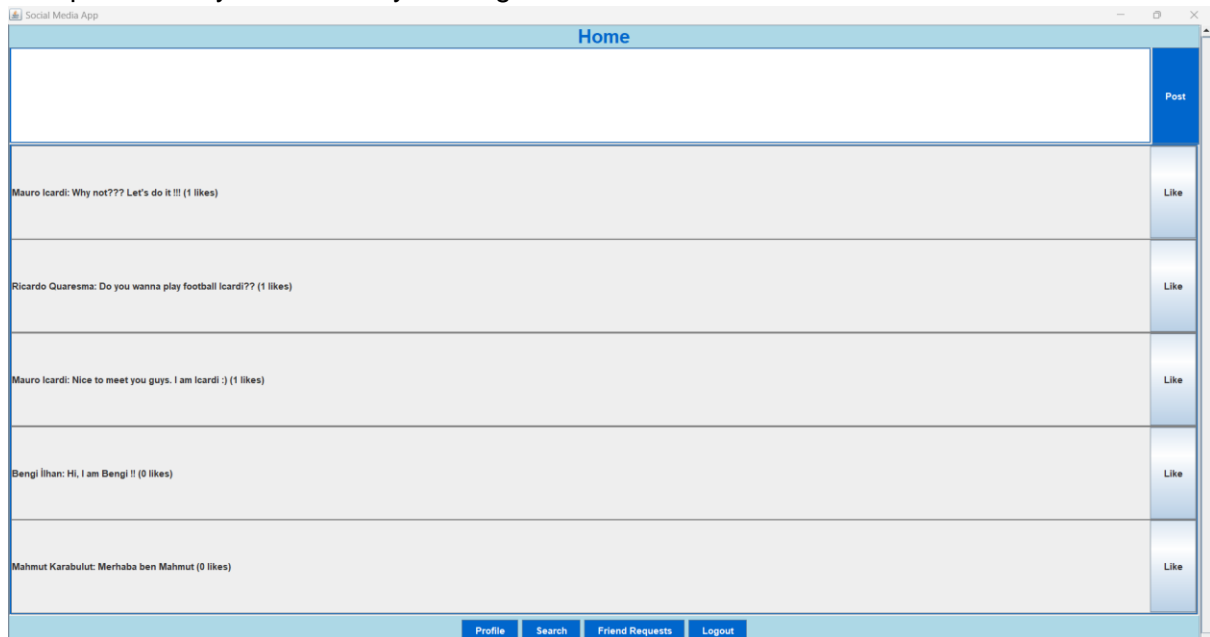 Social Media App
Home
Post
Mauro Icardi: Why not??? Let's do it !!! (1 likes)
Like
Ricardo Quaresma: Do you wanna play football Icardi?? (1 likes)
Like
Mauro Icardi: Nice to meet you guys. I am Icardi :) (1 likes)
Like
Bengi İlhan: Hi, I am Bengi !! (0 likes)
Like
Mahmut Karabulut: Merhaba ben Mahmut (0 likes)
Like
Profile Search Friend Requests Logout